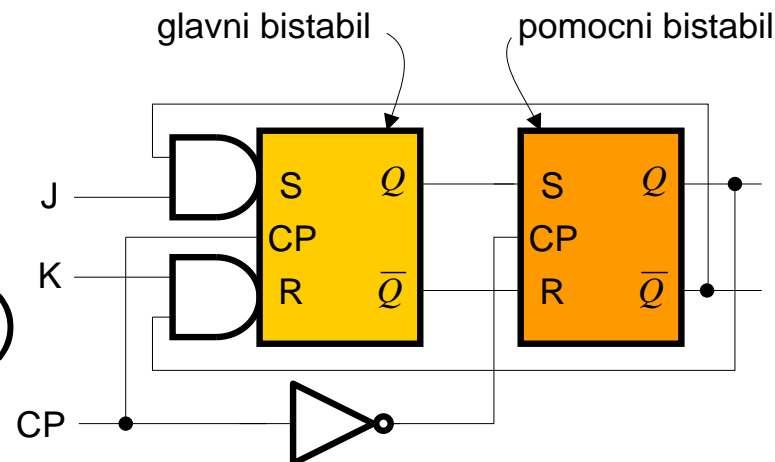 glavni bistabil
pomocni bistabil
J
K
CP
S
CP
R
Q
Q̅
S
CP
R
Q
Q̅